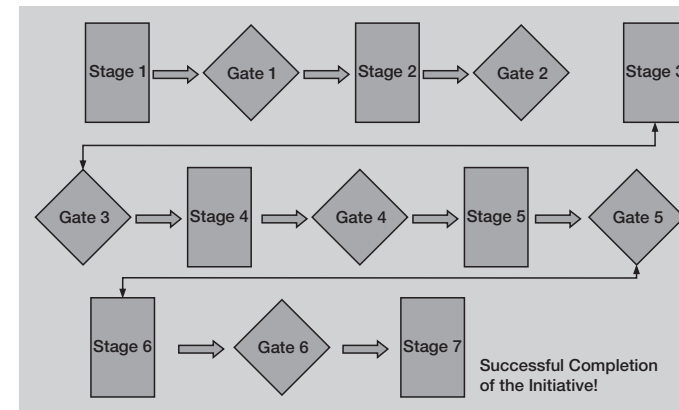 Stage 1
Gate 1
Stage 2
Gate 2
Stage 3
Gate 3
Stage 4
Gate 4
Stage 5
Gate 5
Stage 6
Gate 6
Stage 7
Successful Completion
of the Initiative!